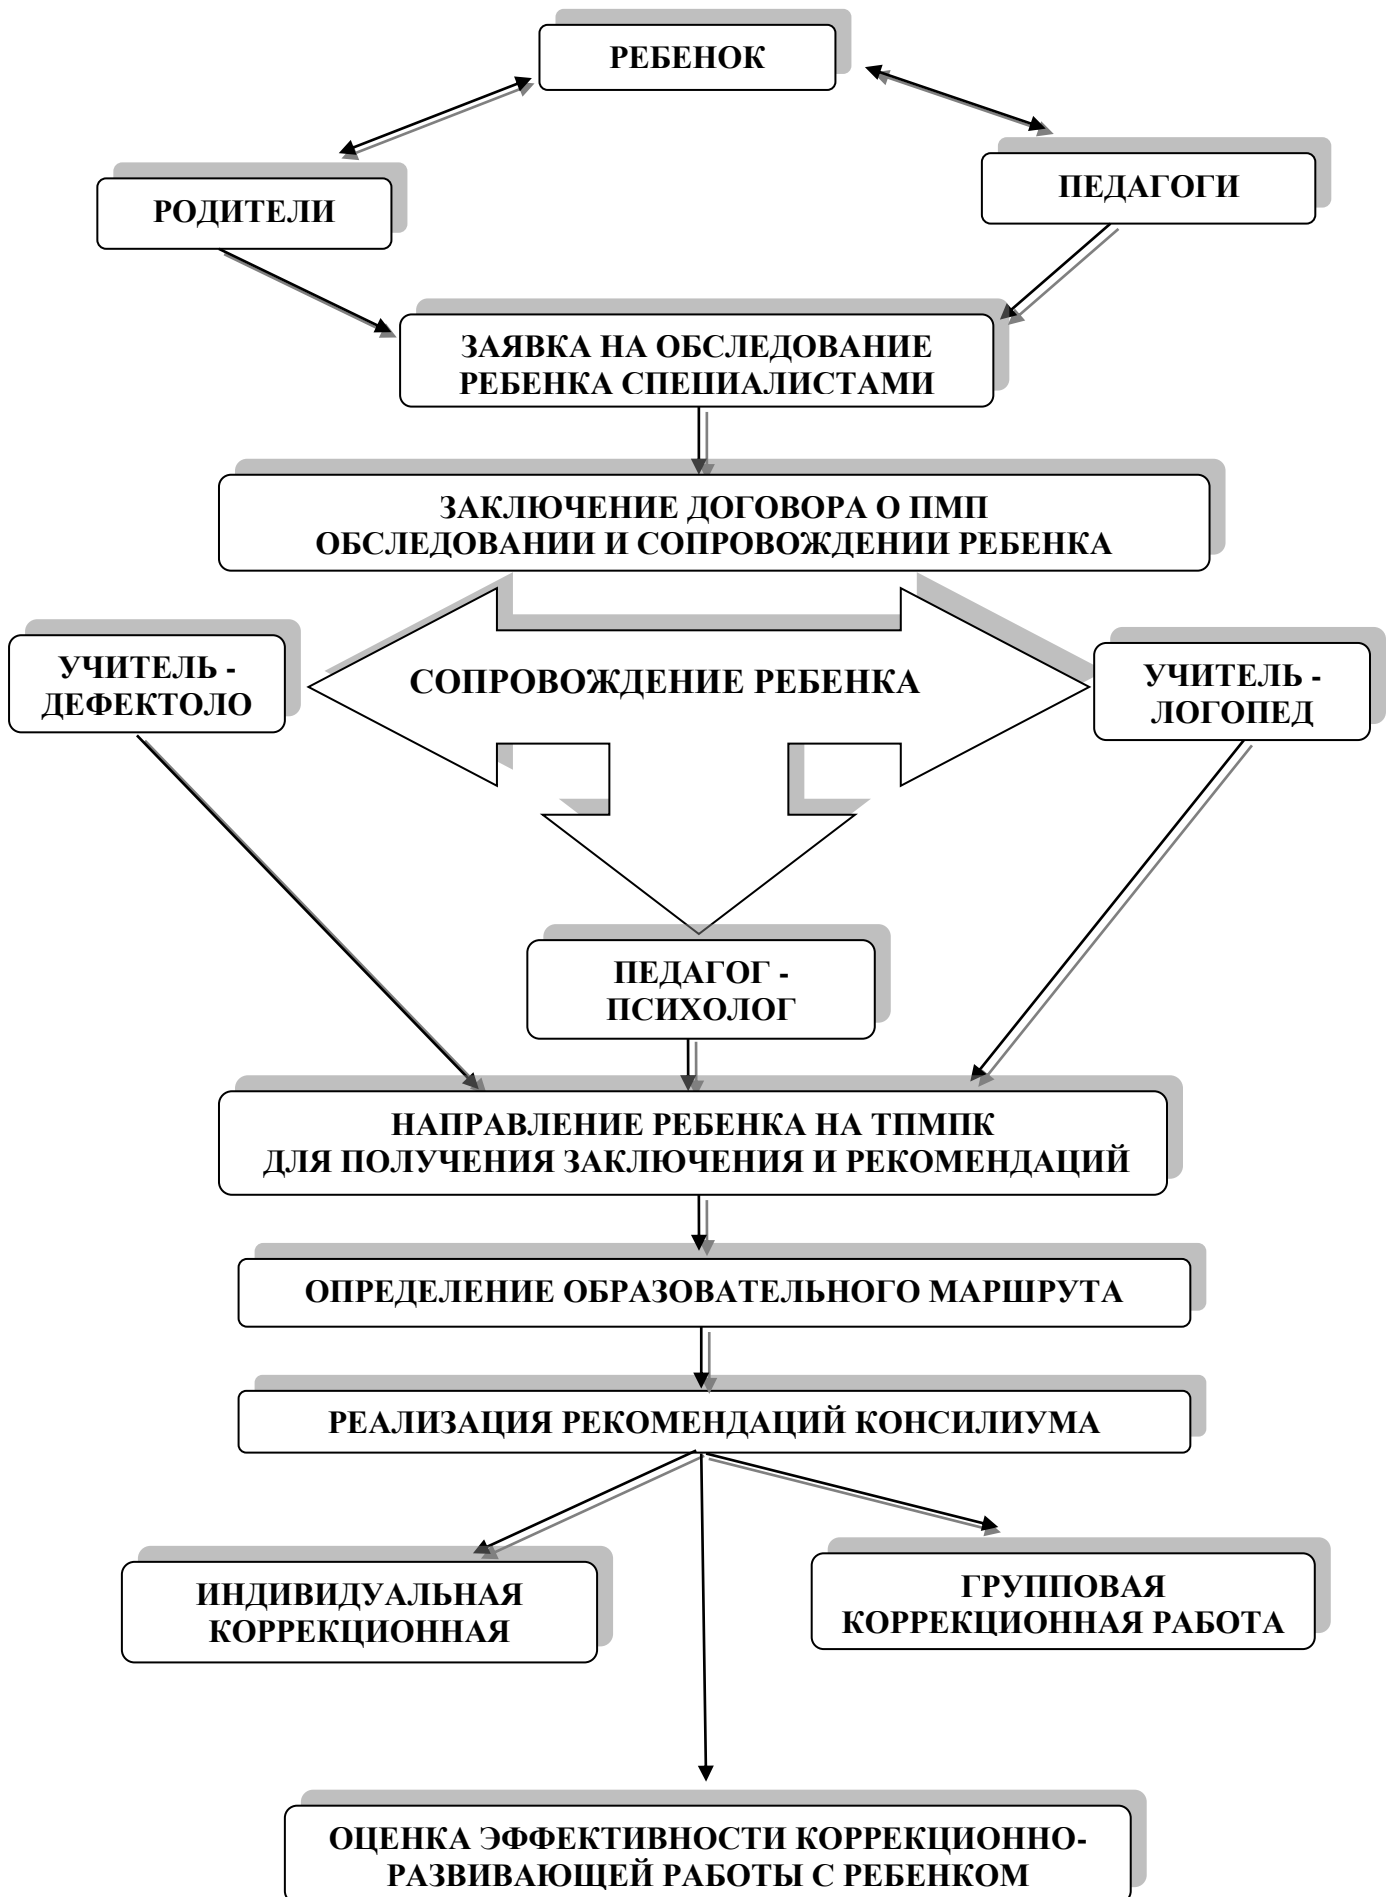 РЕБЕНОК
РОДИТЕЛИ
ПЕДАГОГИ
ЗАЯВКА НА ОБСЛЕДОВАНИЕ
РЕБЕНКА СПЕЦИАЛИСТАМИ
ЗАКЛЮЧЕНИЕ ДОГОВОРА О ПМП
ОБСЛЕДОВАНИИ И СОПРОВОЖДЕНИИ РЕБЕНКА
УЧИТЕЛЬ -
ДЕФЕКТОЛО
СОПРОВОЖДЕНИЕ РЕБЕНКА
УЧИТЕЛЬ -
ЛОГОПЕД
ПЕДАГОГ -
ПСИХОЛОГ
НАПРАВЛЕНИЕ РЕБЕНКА НА ТПМПК
ДЛЯ ПОЛУЧЕНИЯ ЗАКЛЮЧЕНИЯ И РЕКОМЕНДАЦИЙ
ОПРЕДЕЛЕНИЕ ОБРАЗОВАТЕЛЬНОГО МАРШРУТА
РЕАЛИЗАЦИЯ РЕКОМЕНДАЦИЙ КОНСИЛИУМА
ИНДИВИДУАЛЬНАЯ
КОРРЕКЦИОННАЯ
ГРУППОВАЯ
КОРРЕКЦИОННАЯ РАБОТА
ОЦЕНКА ЭФФЕКТИВНОСТИ КОРРЕКЦИОННО-
РАЗВИВАЮЩЕЙ РАБОТЫ С РЕБЕНКОМ